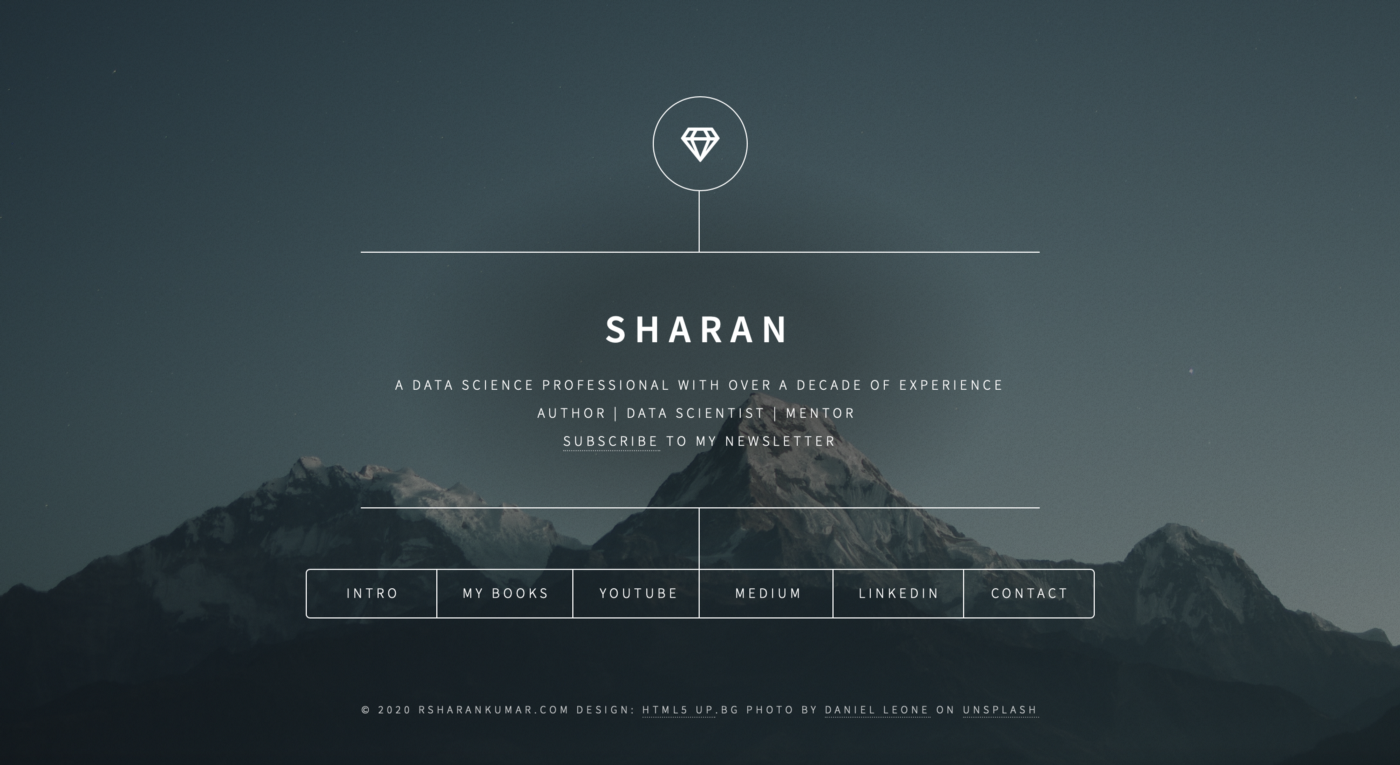 SHARAN
A DATA SCIENCE PROFESSIONAL WITH OVER A DECADE OF EXPERIENCE
AUTHOR | DATA SCIENTIST | MENTOR
SUBSCRIBE TO MY NEWSLETTER
INTRO MY BOOKS YOUTUBE MEDIUM LINKEDIN CONTACT
© 2020 RSHARANKUMAR.COM DESIGN: HTML5 UP.BG PHOTO BY DANIEL LEONE ON UNSPLASH